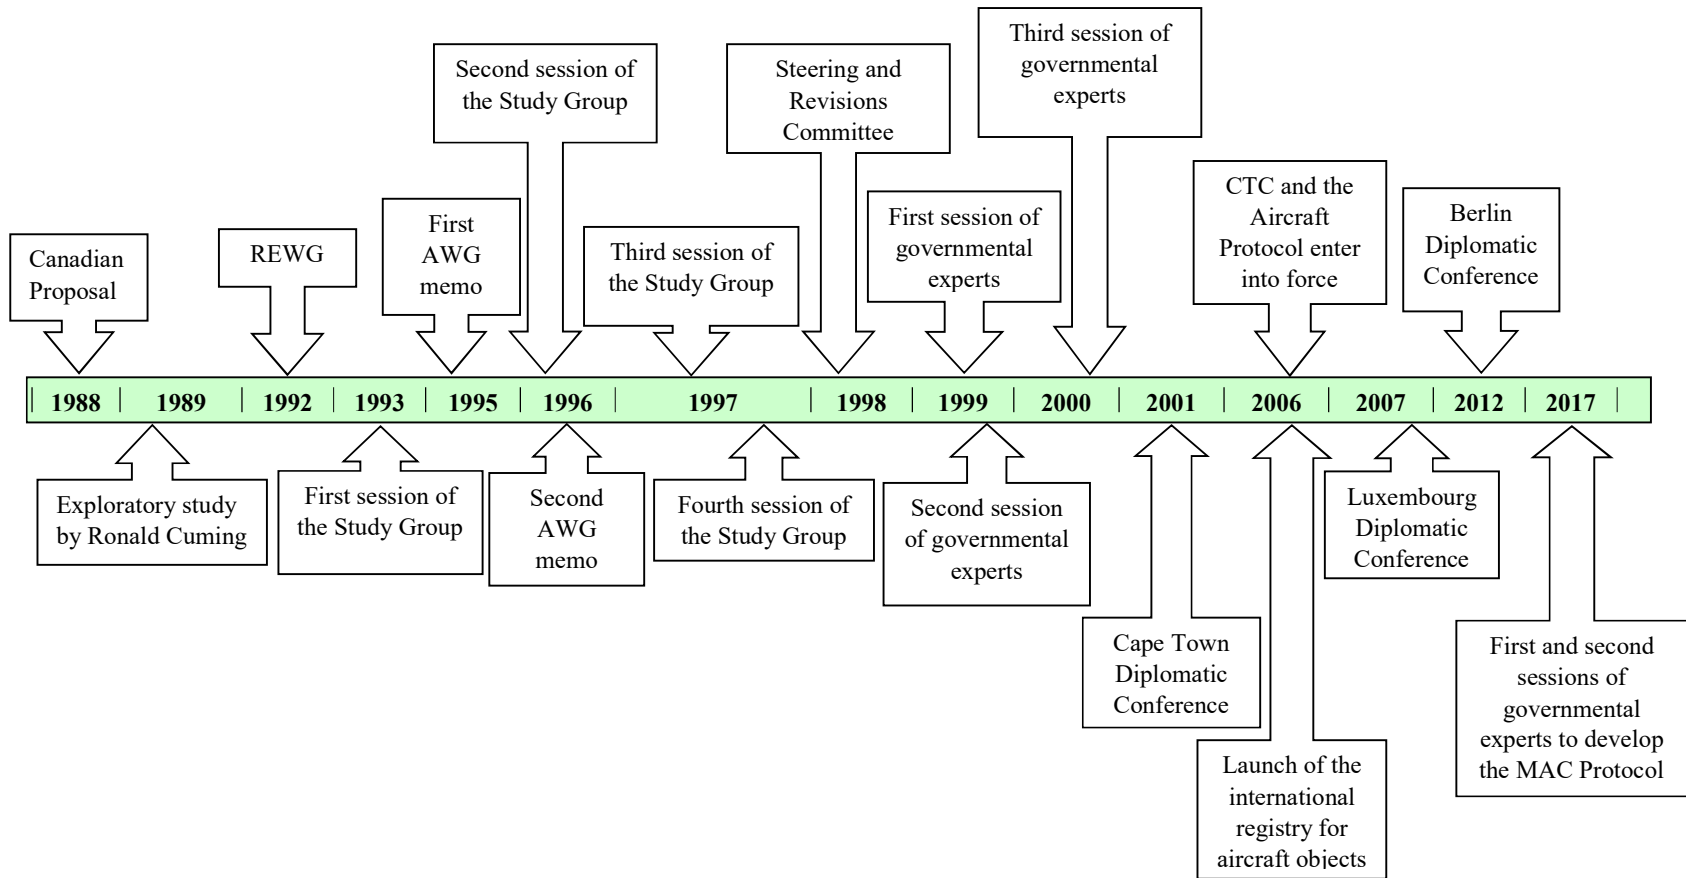 Third session of
governmental
experts
Second session of
the Study Group
Steering and
Revisions
Committee
CTC and the
Aircraft
Protocol enter
into force
First session of
governmental
experts
Berlin
Diplomatic
Conference
First
AWG
memo
Third session of
the Study Group
REWG
Canadian
Proposal
1988 1989 1992 1993 1995 1996 1997 1998 1999 2000 2001 2006 2007 2012 2017
Exploratory study
by Ronald Cuming
First session of
the Study Group
Second
AWG
memo
Fourth session of
the Study Group
Second session
of governmental
experts
Cape Town
Diplomatic
Conference
Launch of the
international
registry for
aircraft objects
Luxembourg
Diplomatic
Conference
First and second
sessions of
governmental
experts to develop
the MAC Protocol